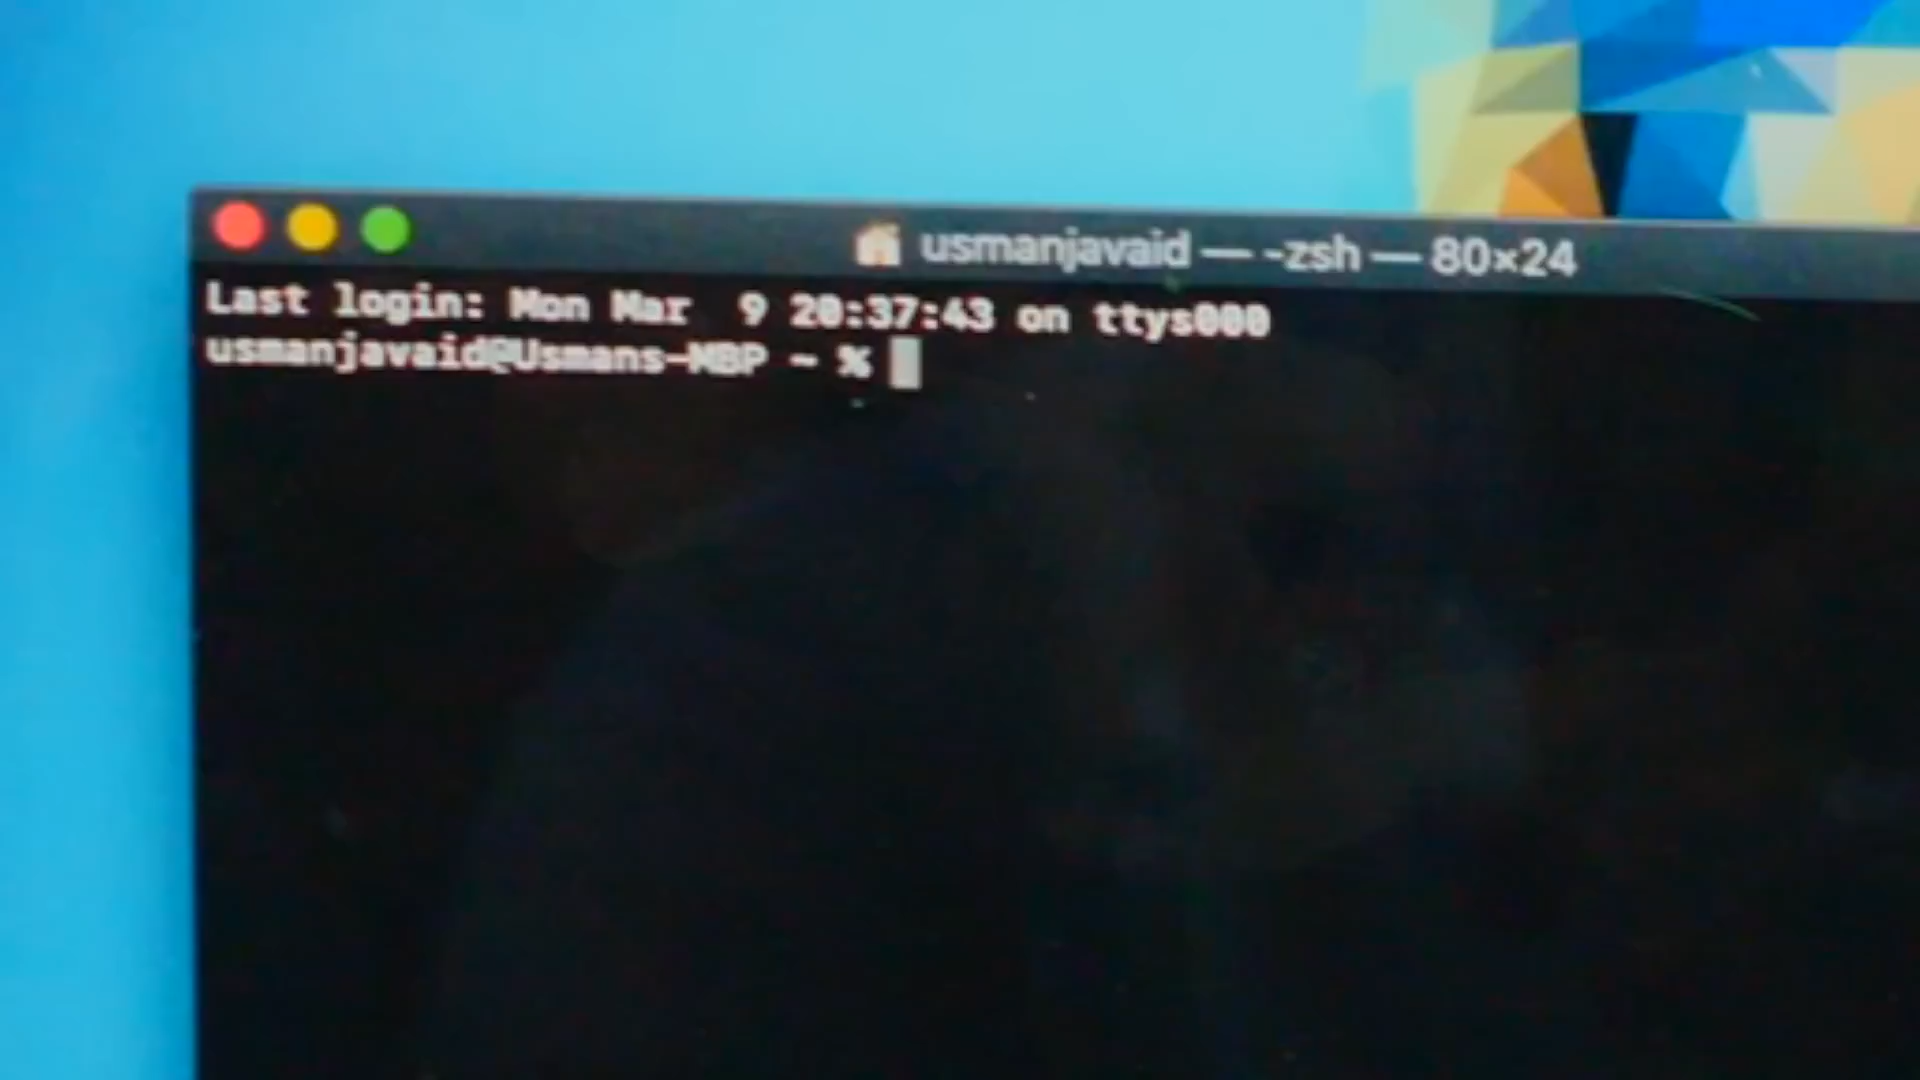 usmanjavaid — -zsh — 80×24
Last login: Mon Mar  9 20:37:43 on ttys000
usmanjavaid@Usmans-MBP ~ %